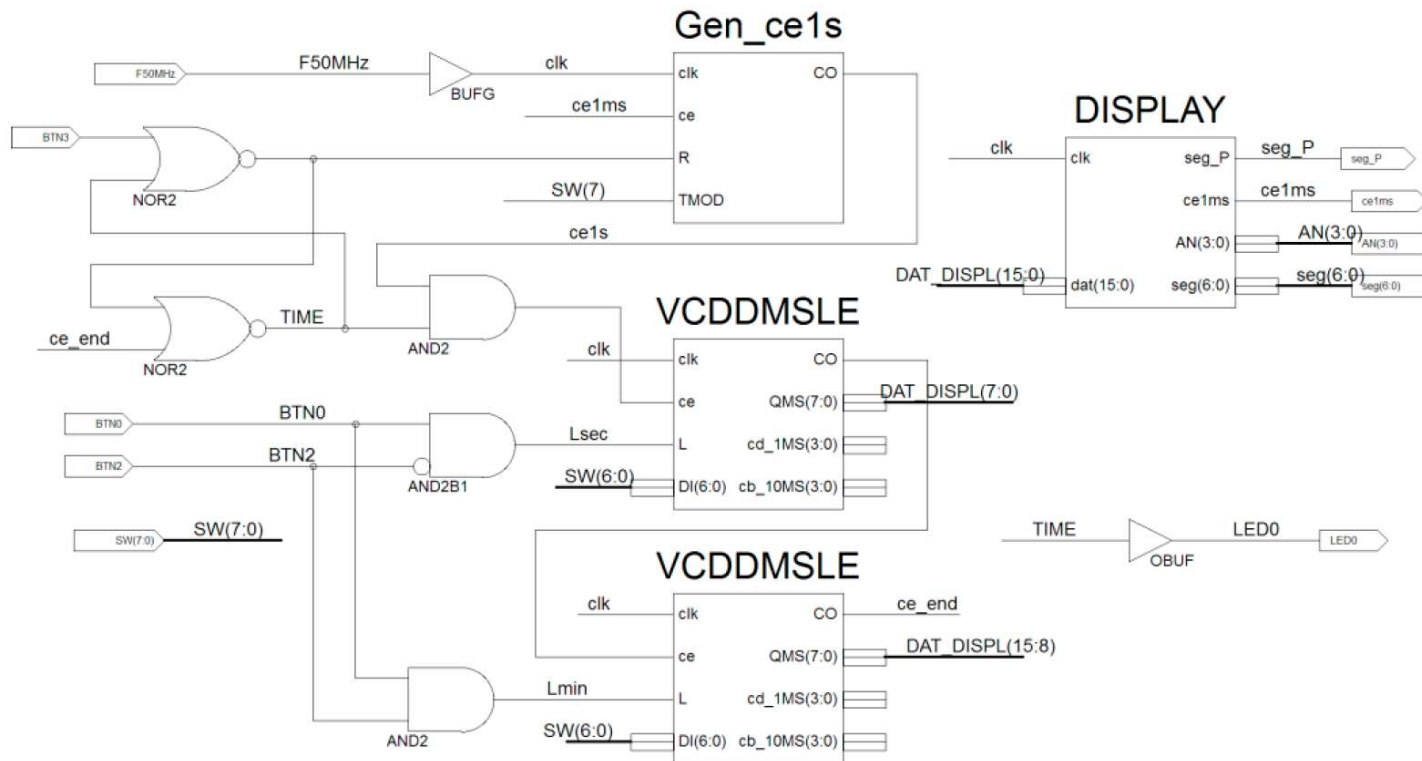 Gen_ce1s
F50MHz
F50MHz
BUFG
clk
clk
CO
ce1ms
ce
BTN3
NOR2
R
SW(7)
TMOD
ce1s
DISPLAY
clk
clk
seg_P
seg_P
seg_P
ce1ms
ce1ms
ce1ms
AN(3:0)
AN(3:0)
AN(3:0)
DAT_DISPL(15:0)
dat(15:0)
seg(6:0)
seg(6:0)
seg(6:0)
TIME
ce_end
NOR2
AND2
VCDDMSLE
clk
clk
CO
ce
QMS(7:0)
DAT_DISPL(7:0)
BTN0
BTN0
Lsec
L
cd_1MS(3:0)
BTN2
BTN2
AND2B1
SW(6:0)
DI(6:0)
cb_10MS(3:0)
SW(7:0)
SW(7:0)
TIME
OBUF
LED0
LED0
VCDDMSLE
clk
clk
CO
ce_end
ce
QMS(7:0)
DAT_DISPL(15:8)
Lmin
L
cd_1MS(3:0)
AND2
SW(6:0)
DI(6:0)
cb_10MS(3:0)